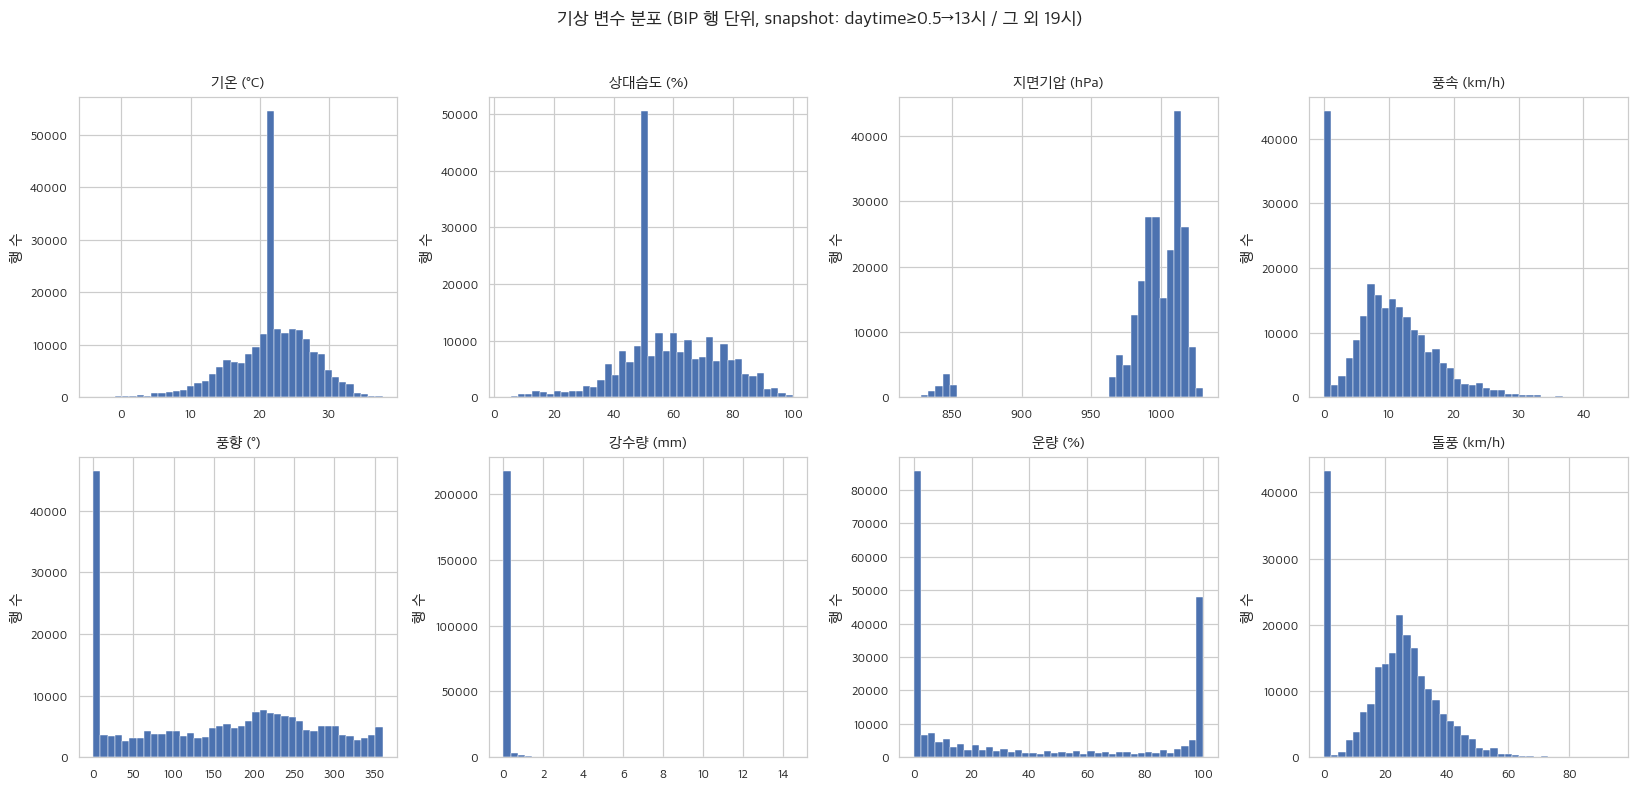 기상 변수 분포 (BIP 행 단위, snapshot: daytime≥0.5→13시 / 그 외 19시)
기온 (°C)
행 수
50000
40000
30000
20000
10000
0
0 10 20 30
상대습도 (%)
행 수
50000
40000
30000
20000
10000
0
0 20 40 60 80 100
지면기압 (hPa)
행 수
40000
30000
20000
10000
0
850 900 950 1000
풍속 (km/h)
행 수
40000
30000
20000
10000
0
0 10 20 30 40
풍향 (°)
행 수
40000
30000
20000
10000
0
0 50 100 150 200 250 300 350
강수량 (mm)
행 수
200000
150000
100000
50000
0
0 2 4 6 8 10 12 14
운량 (%)
행 수
80000
70000
60000
50000
40000
30000
20000
10000
0
0 20 40 60 80 100
돌풍 (km/h)
행 수
40000
30000
20000
10000
0
0 20 40 60 80